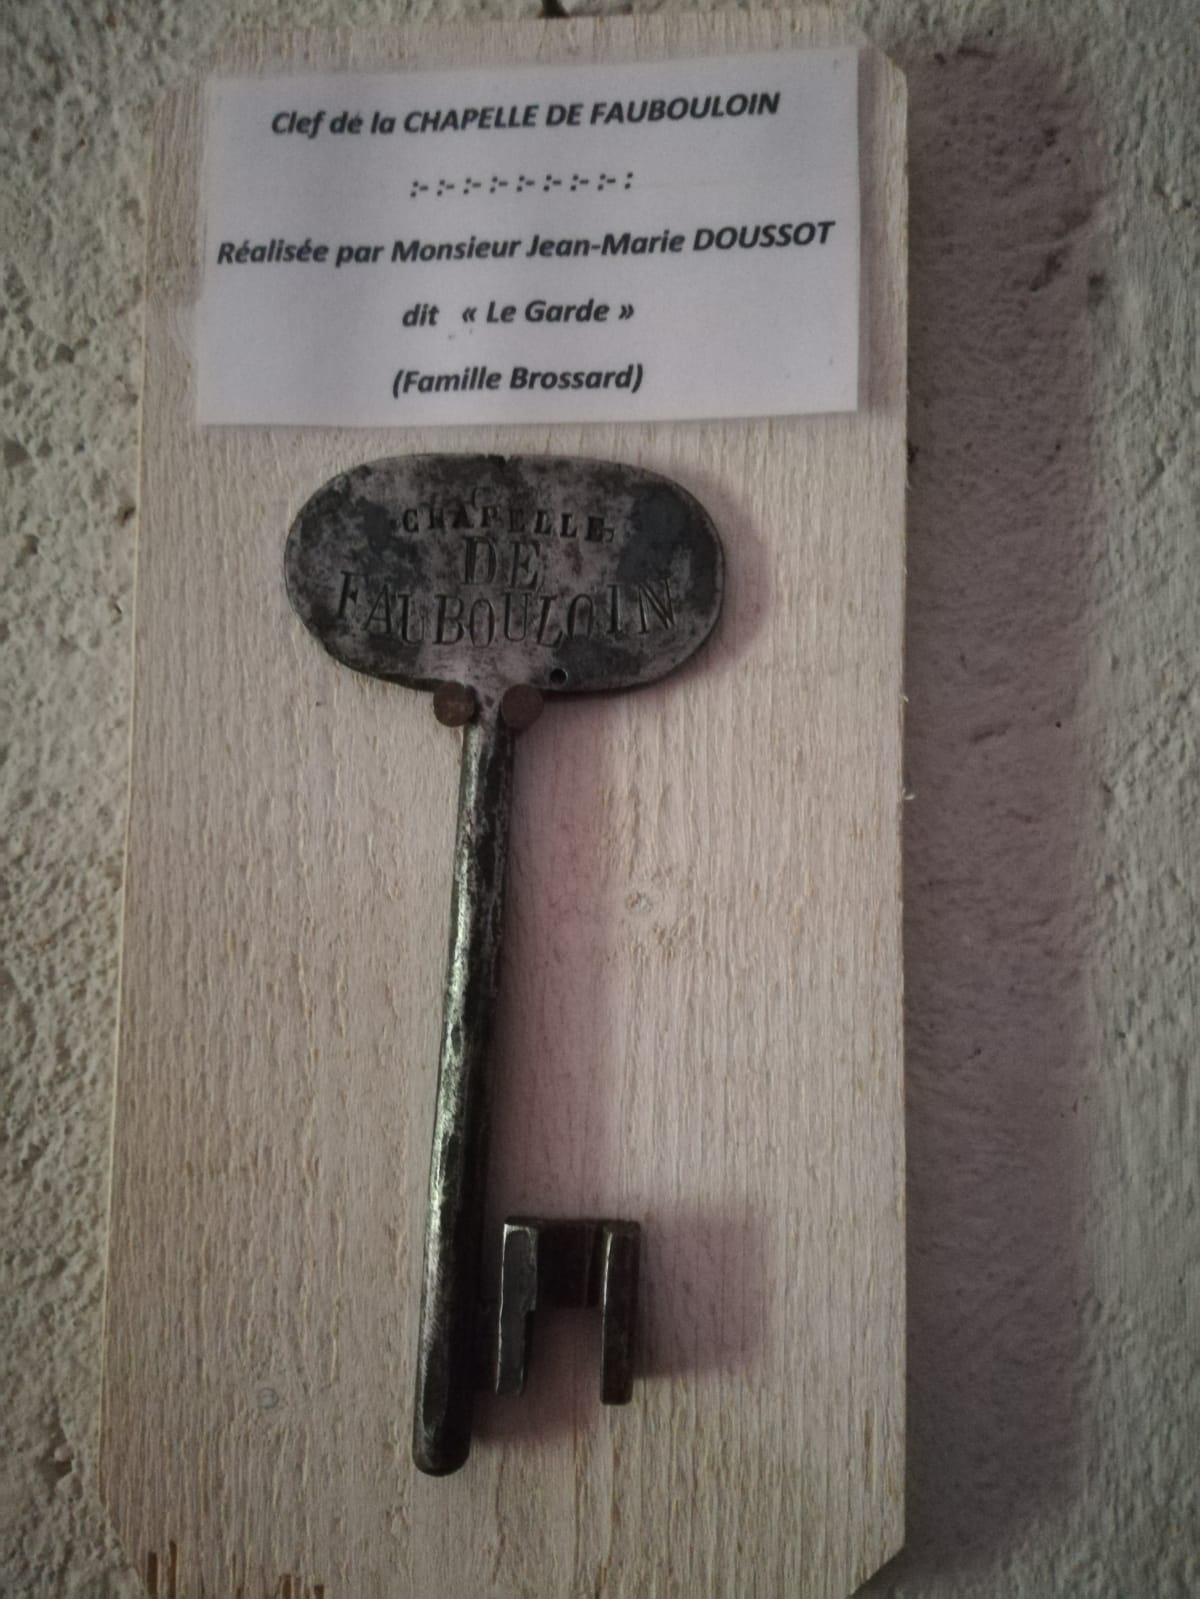 Clef de la CHAPELLE DE FAUBOULOIN
:- :- :- :- :- :- :- :- :
Réalisée par Monsieur Jean-Marie DOUSSOT
dit « Le Garde »
(Famille Brossard)
CHAPELLE
DE
FAUBOULOIN